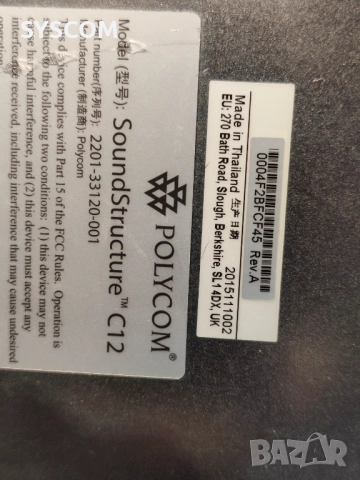 SYSCOM
POLYCOM®
Model (型号): SoundStructure™ C12
number(序列号): 2201-33120-001
(制造商): Polycom
device complies with Part 15 of the FCC Rules. Operation is
subject to the following two conditions: (1) this device may not
harmful interference, and (2) this device must accept any
interference received, including interference that may cause
operation
0004F2BFCF45 Rev.A
Made in Thailand 生产日期 2015111002
EU: 270 Bath Road, Slough, Berkshire, SL1 4DX, UK
BAZAR